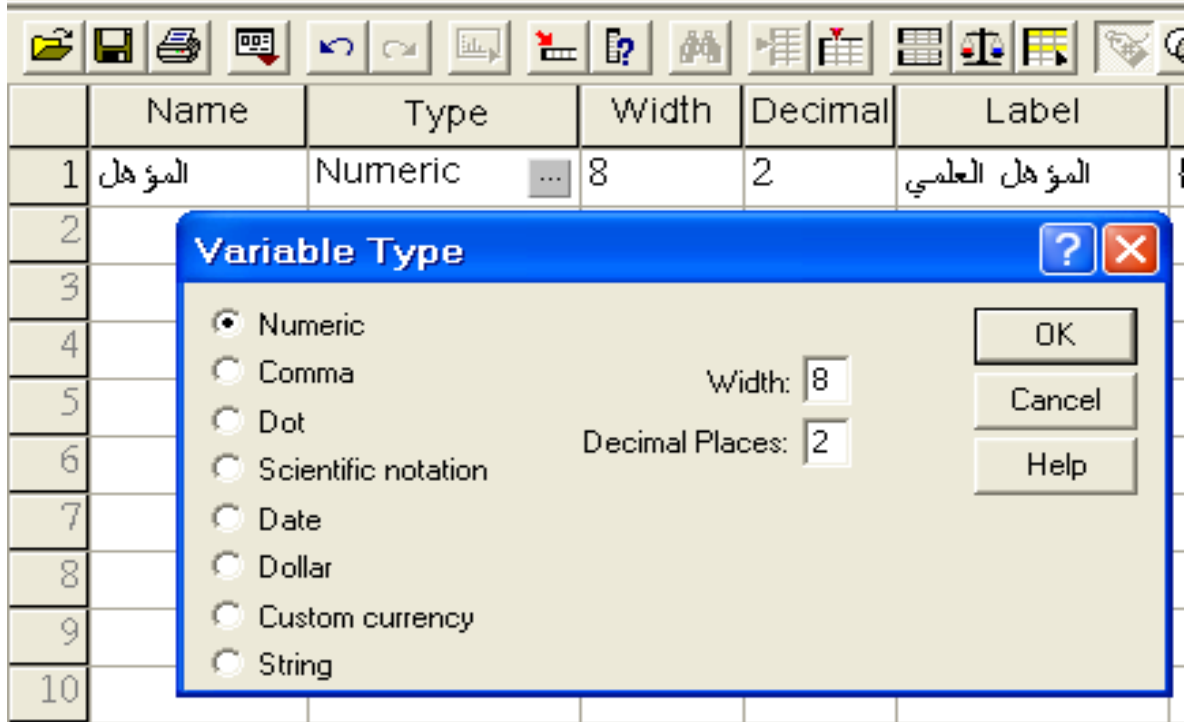 Name Type Width Decimal Label
1 المؤهل Numeric ... 8 2 المؤهل العلمي
2
Variable Type
3
Numeric
OK
4
Comma
Width: 8
Cancel
5
Dot
Decimal Places: 2
6
Scientific notation
Help
7
Date
8
Dollar
9
Custom currency
String
10